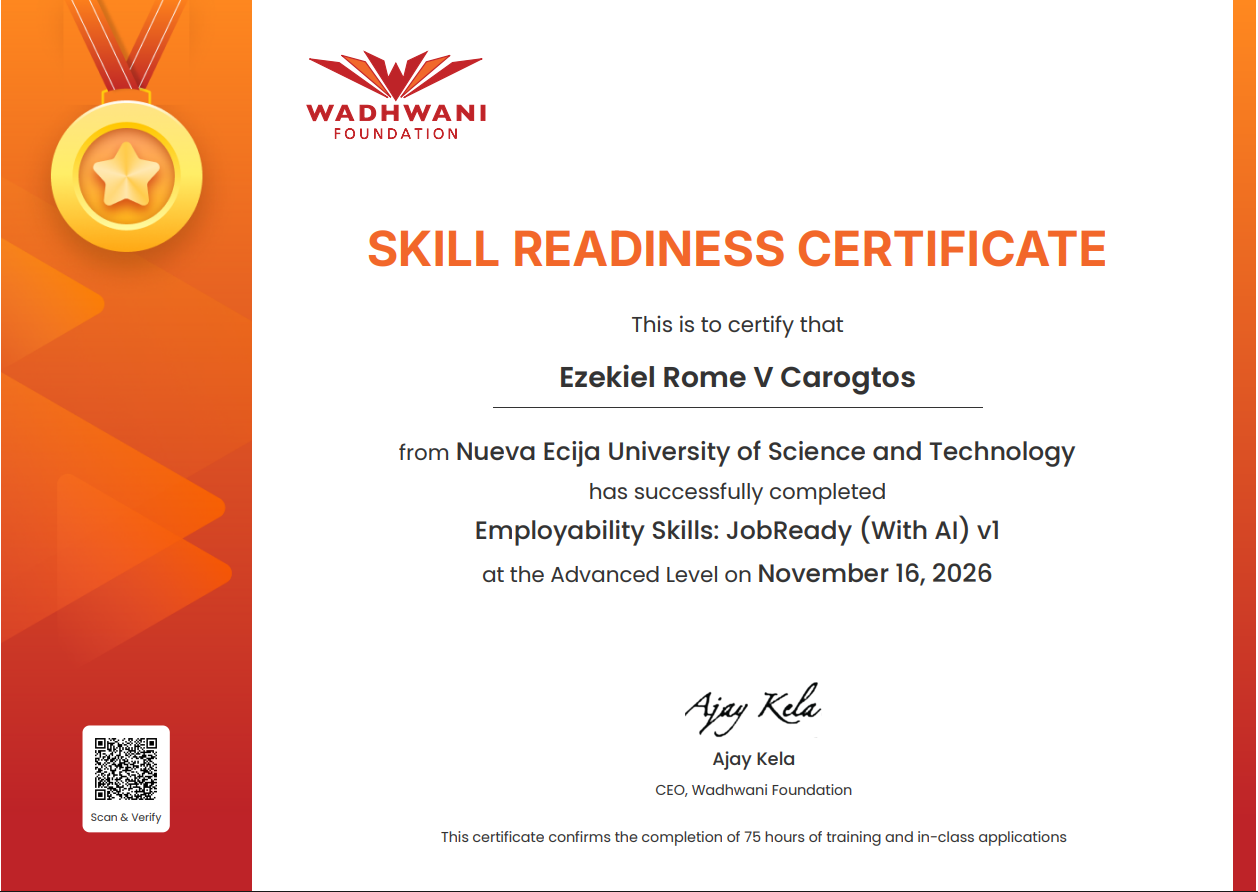 WADHWANI
FOUNDATION
SKILL READINESS CERTIFICATE
This is to certify that
Ezekiel Rome V Carogtos
from Nueva Ecija University of Science and Technology
has successfully completed
Employability Skills: JobReady (With AI) v1
at the Advanced Level on November 16, 2026
Ajay Kela
Ajay Kela
CEO, Wadhwani Foundation
Scan & Verify
This certificate confirms the completion of 75 hours of training and in-class applications